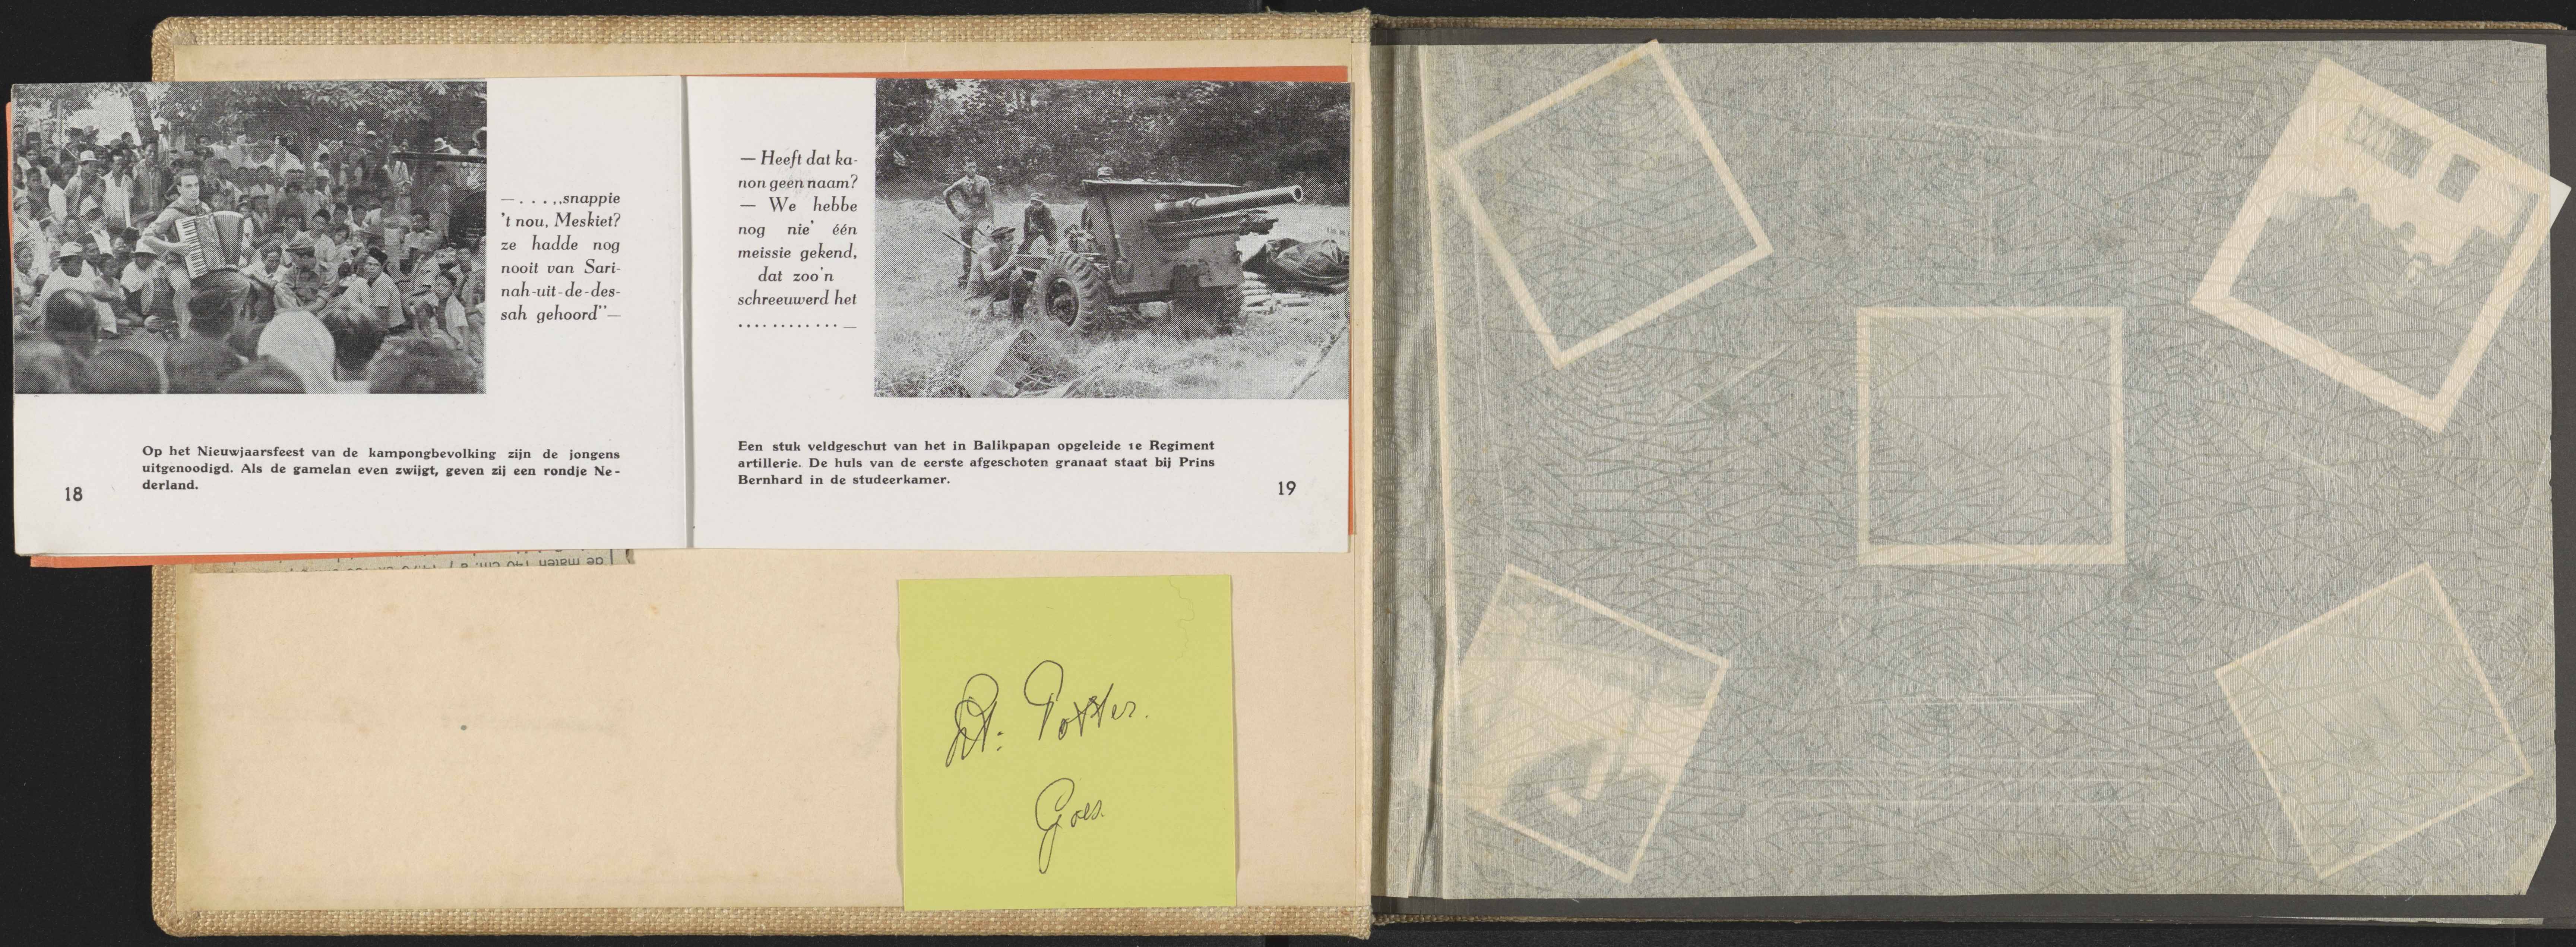 — . . . ,,snappie
't nou, Meskiet?
ze hadde nog
nooit van Sari-
nah-uit-de-des-
sah gehoord"—
Op het Nieuwjaarsfeest van de kampongbevolking zijn de jongens
uitgenoodigd. Als de gamelan even zwijgt, geven zij een rondje Ne-
derland.
18
— Heeft dat ka-
non geen naam?
— We hebbe
nog nie' één
meissie gekend,
dat zoo'n
schreeuwerd het
............ —
Een stuk veldgeschut van het in Balikpapan opgeleide 1e Regiment
artillerie. De huls van de eerste afgeschoten granaat staat bij Prins
Bernhard in de studeerkamer.
19
de maten 140 cm. à
Goes.